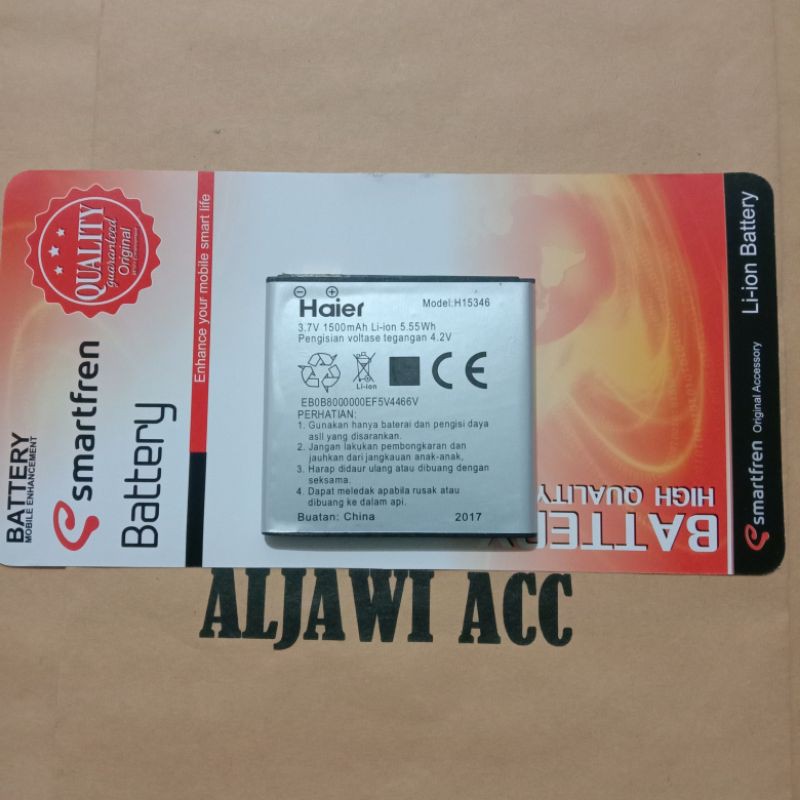 QUALITY
guaranteed
Original
BATTERY
MOBILE ENHANCEMENT
smartfren
Battery
Enhance your mobile smart life
Haier
Model:H15346
3.7V 1500mAh Li-ion 5.55Wh
Pengisian voltase tegangan 4.2V
Li-ion
EB0B8000000EF5V4466V
PERHATIAN:
1. Gunakan hanya baterai dan pengisi daya
asli yang disarankan.
2. Jangan lakukan pembongkaran dan
jauhkan dari jangkauan anak-anak,
3. Harap didaur ulang atau dibuang dengan
seksama.
4. Dapat meledak apabila rusak atau
dibuang ke dalam api.
Buatan: China 2017
BATTERY
HIGH QUALITY
smartfren Original Accessory
Li-ion Battery
ALJAWI ACC